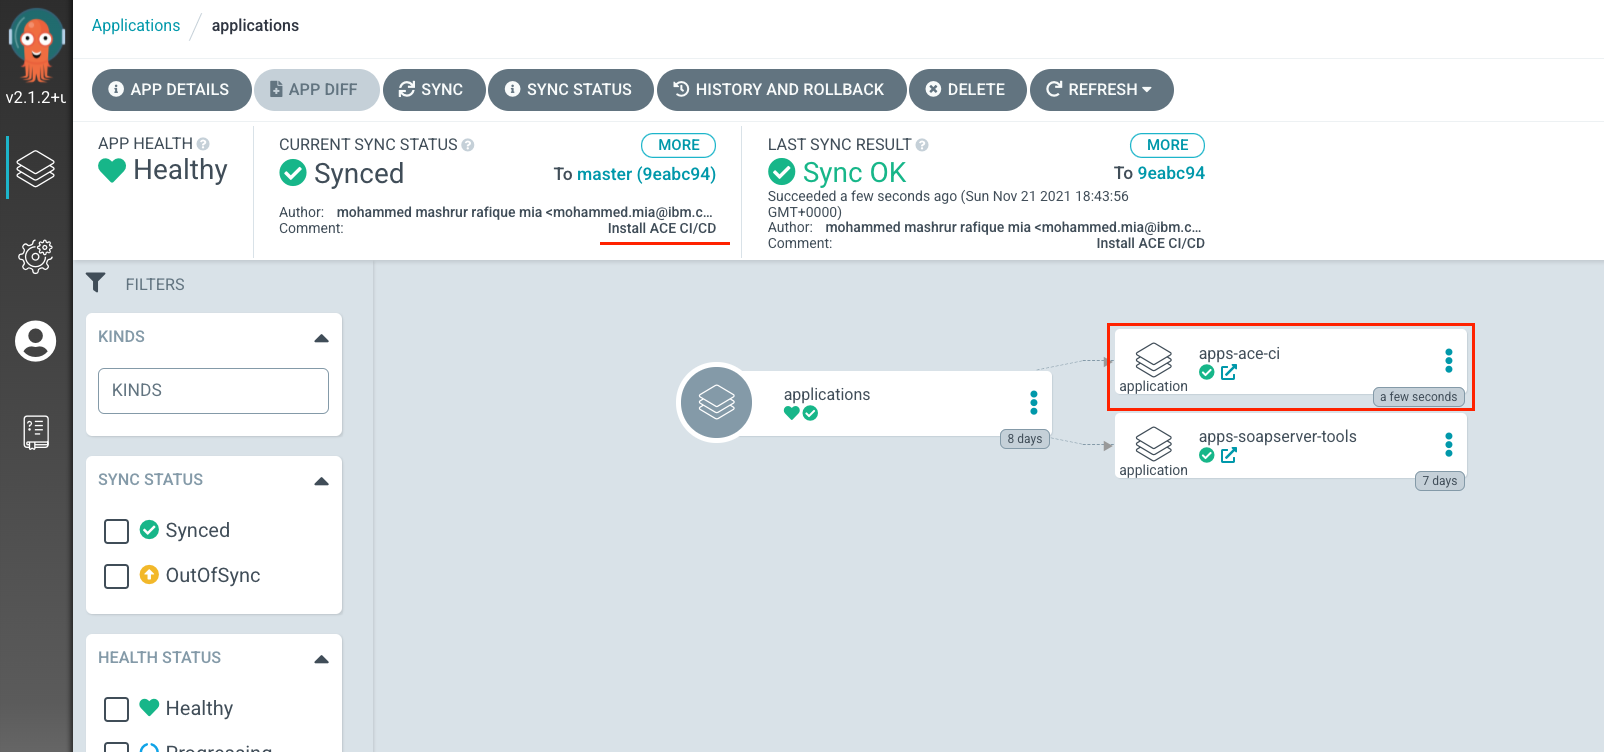 Applications / applications
v2.1.2+u
APP DETAILS
APP DIFF
SYNC
SYNC STATUS
HISTORY AND ROLLBACK
DELETE
REFRESH
APP HEALTH
Healthy
CURRENT SYNC STATUS
MORE
Synced
To master (9eabc94)
Author: mohammed mashrur rafique mia <mohammed.mia@ibm.c...
Comment: Install ACE CI/CD
LAST SYNC RESULT
MORE
Sync OK
To 9eabc94
Succeeded a few seconds ago (Sun Nov 21 2021 18:43:56
GMT+0000)
Author: mohammed mashrur rafique mia <mohammed.mia@ibm.c...
Comment: Install ACE CI/CD
FILTERS
KINDS
KINDS
SYNC STATUS
Synced
OutOfSync
HEALTH STATUS
Healthy
Progressing
applications
8 days
apps-ace-ci
application
a few seconds
apps-soapserver-tools
application
7 days